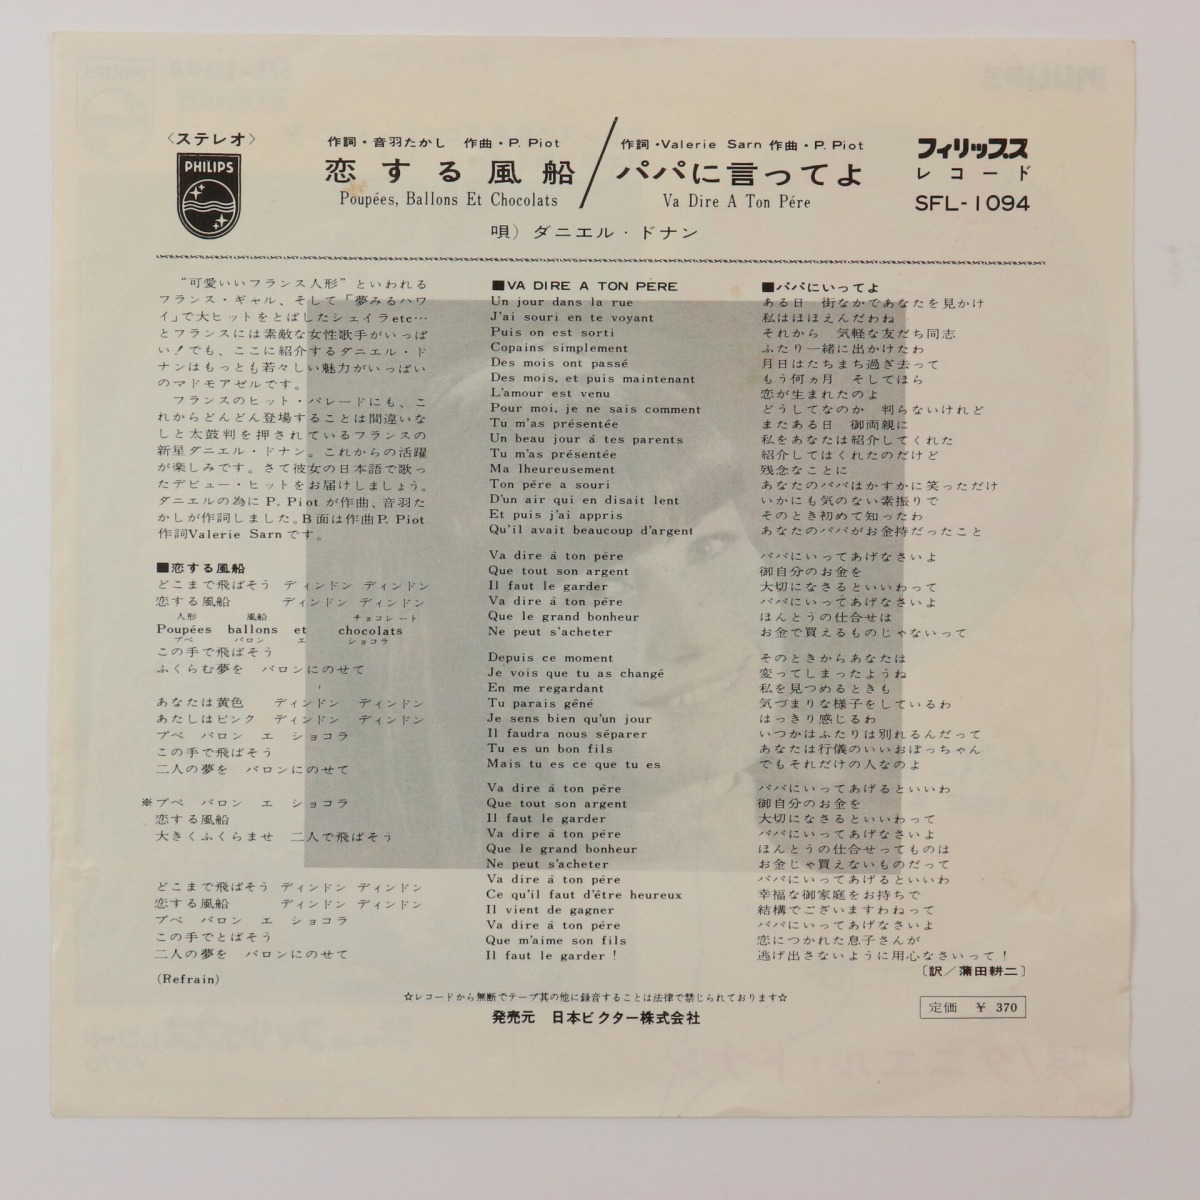 〈ステレオ〉
PHILIPS
作詞・音羽たかし 作曲・P. Piot
恋する風船
Poupées, Ballons Et Chocolats
作詞・Valerie Sarn 作曲・P. Piot
パパに言ってよ
Va Dire A Ton Pére
フィリップス
レコード
SFL-1094
唄）ダニエル・ドナン
“可愛いいフランス人形”といわれる
フランス・ギャル、そして「夢みるハワ
イ」で大ヒットをとばしたシェイラetc…
とフランスには素敵な女性歌手がいっぱ
い！でも、ここに紹介するダニエル・ド
ナンはもっとも若々しい魅力がいっぱい
のマドモアゼルです。
フランスのヒット・パレードにも、こ
れからどんどん登場することは間違いな
しと太鼓判を押されているフランスの
新星ダニエル・ドナン。これからの活躍
が楽しみです。さて彼女の日本語で歌っ
たデビュー・ヒットをお届けしましょう。
ダニエルの為にP. Piotが作曲、音羽た
かしが作詞しました。B面は作曲P. Piot
作詞Valerie Sarnです。
■恋する風船
どこまで飛ばそう ディンドン ディンドン
恋する風船 ディンドン ディンドン
人形 風船 チョコレート
Poupées ballons et chocolats
プペ バロン エ ショコラ
この手で飛ばそう
ふくらむ夢を バロンにのせて
あなたは黄色 ディンドン ディンドン
あたしはピンク ディンドン ディンドン
プペ バロン エ ショコラ
この手で飛ばそう
二人の夢を バロンにのせて
※プペ バロン エ ショコラ
恋する風船
大きくふくらませ 二人で飛ばそう
どこまで飛ばそう ディンドン ディンドン
恋する風船 ディンドン ディンドン
プペ バロン エ ショコラ
この手でとばそう
二人の夢を バロンにのせて
(Refrain)
■VA DIRE A TON PÉRE
Un jour dans la rue
J'ai souri en te voyant
Puis on est sorti
Copains simplement
Des mois ont passé
Des mois, et puis maintenant
L'amour est venu
Pour moi, je ne sais comment
Tu m'as présentée
Un beau jour à tes parents
Tu m'as présentée
Ma lheureusement
Ton pére a souri
D'un air qui en disait lent
Et puis j'ai appris
Qu'il avait beaucoup d'argent
Va dire à ton pére
Que tout son argent
Il faut le garder
Va dire à ton pére
Que le grand bonheur
Ne peut s'acheter
Depuis ce moment
Je vois que tu as changé
En me regardant
Tu parais gêné
Je sens bien qu'un jour
Il faudra nous séparer
Tu es un bon fils
Mais tu es ce que tu es
Va dire à ton pére
Que tout son argent
Il faut le garder
Va dire à ton pére
Que le grand bonheur
Ne peut s'acheter
Va dire à ton pére
Ce qu'il faut d'être heureux
Il vient de gagner
Va dire à ton pére
Que m'aime son fils
Il faut le garder !
■パパにいってよ
ある日 街なかであなたを見かけ
私はほほえんだわね
それから 気軽な友だち同志
ふたり一緒に出かけたわ
月日はたちまち過ぎ去って
もう何ヵ月 そしてほら
恋が生まれたのよ
どうしてなのか 判らないけれど
またある日 御両親に
私をあなたは紹介してくれた
紹介してはくれたのだけど
残念なことに
あなたのパパはかすかに笑っただけ
いかにも気のない素振りで
そのとき初めて知ったわ
あなたのパパがお金持だったこと
パパにいってあげなさいよ
御自分のお金を
大切になさるといいわって
パパにいってあげなさいよ
ほんとうの仕合せは
お金で買えるものじゃないって
そのときからあなたは
変ってしまったようね
私を見つめるときも
気づまりな様子をしているわ
はっきり感じるわ
いつかはふたりは別れるんだって
あなたは行儀のいいおぼっちゃん
でもそれだけの人なのよ
パパにいってあげるといいわ
御自分のお金を
大切になさるといいわって
パパにいってあげなさいよ
ほんとうの仕合せってものは
お金じゃ買えないものだって
パパにいってあげるといいわ
幸福な御家庭をお持ちで
結構でございますわねって
パパにいってあげなさいよ
恋につかれた息子さんが
逃げ出さないように用心なさいって！
〔訳／蒲田耕二〕
☆レコードから無断でテープ其の他に録音することは法律で禁じられております☆
発売元 日本ビクター株式会社
定価 ¥ 370